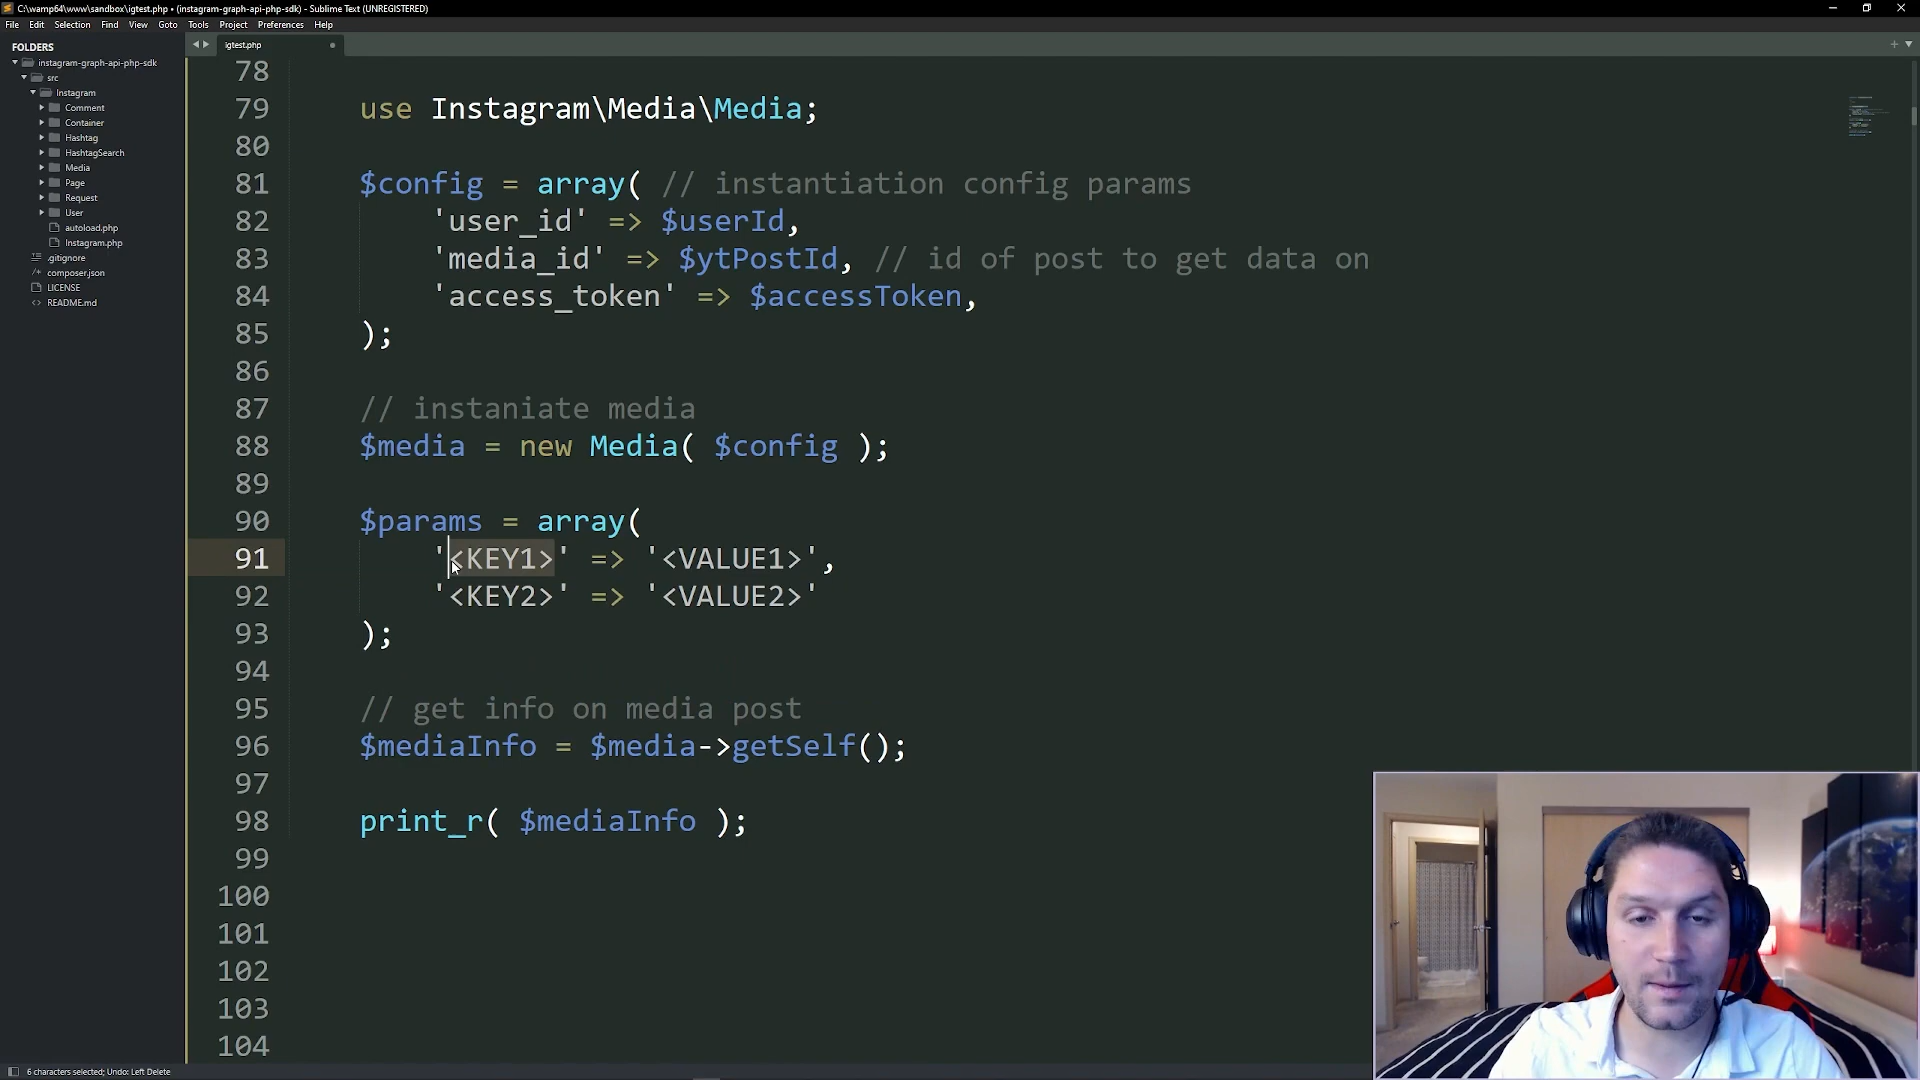 C:\wamp64\www\sandbox\igtest.php • (instagram-graph-api-php-sdk) - Sublime Text (UNREGISTERED)
File Edit Selection Find View Goto Tools Project Preferences Help
FOLDERS
instagram-graph-api-php-sdk
src
Instagram
Comment
Container
Hashtag
HashtagSearch
Media
Page
Request
User
autoload.php
Instagram.php
.gitignore
composer.json
LICENSE
README.md
igtest.php
78
79 use Instagram\Media\Media;
80
81 $config = array( // instantiation config params
82 'user_id' => $userId,
83 'media_id' => $ytPostId, // id of post to get data on
84 'access_token' => $accessToken,
85 );
86
87 // instaniate media
88 $media = new Media( $config );
89
90 $params = array(
91 '<KEY1>' => '<VALUE1>',
92 '<KEY2>' => '<VALUE2>'
93 );
94
95 // get info on media post
96 $mediaInfo = $media->getSelf();
97
98 print_r( $mediaInfo );
99
100
101
102
103
104
6 characters selected; Undo: Left Delete